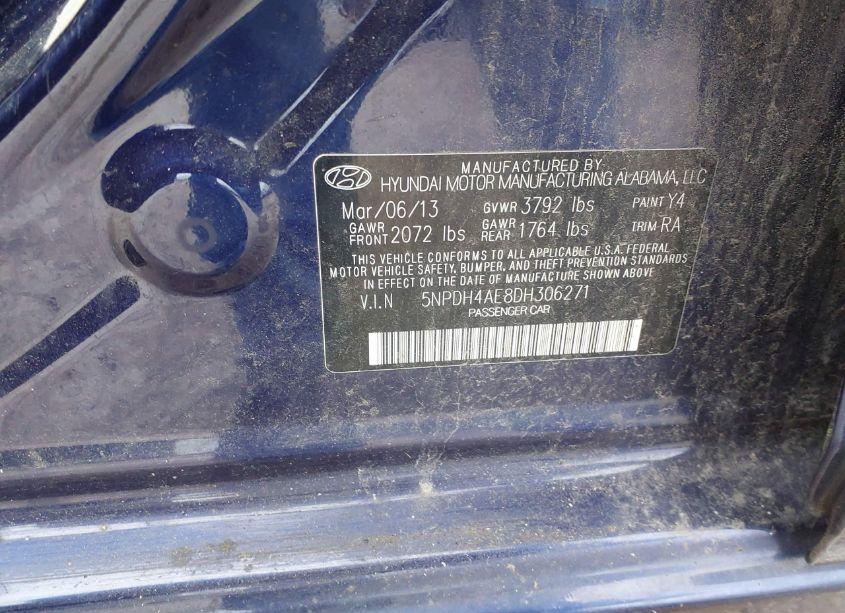 MANUFACTURED BY
HYUNDAI MOTOR MANUFACTURING ALABAMA, LLC
Mar/06/13 GVWR 3792 lbs PAINT Y4
GAWR FRONT 2072 lbs GAWR REAR 1764 lbs TRIM RA
THIS VEHICLE CONFORMS TO ALL APPLICABLE U.S.A. FEDERAL
MOTOR VEHICLE SAFETY, BUMPER, AND THEFT PREVENTION STANDARDS
IN EFFECT ON THE DATE OF MANUFACTURE SHOWN ABOVE
V.I.N 5NPDH4AE8DH306271
PASSENGER CAR